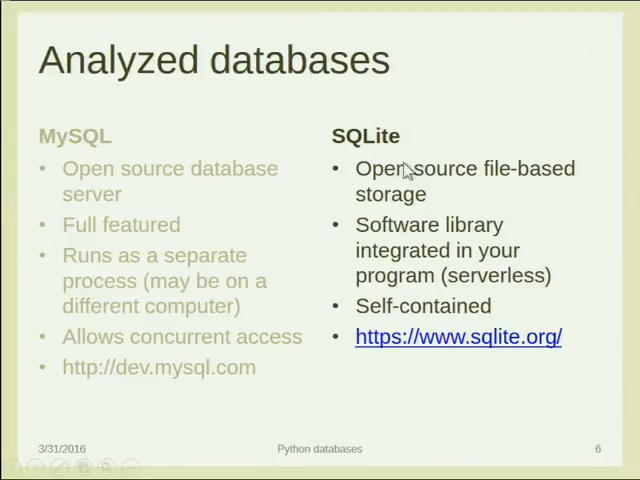 Analyzed databases
MySQL
• Open source database
server
• Full featured
• Runs as a separate
process (may be on a
different computer)
• Allows concurrent access
• http://dev.mysql.com
SQLite
• Open source file-based
storage
• Software library
integrated in your
program (serverless)
• Self-contained
• https://www.sqlite.org/
3/31/2016
Python databases
6